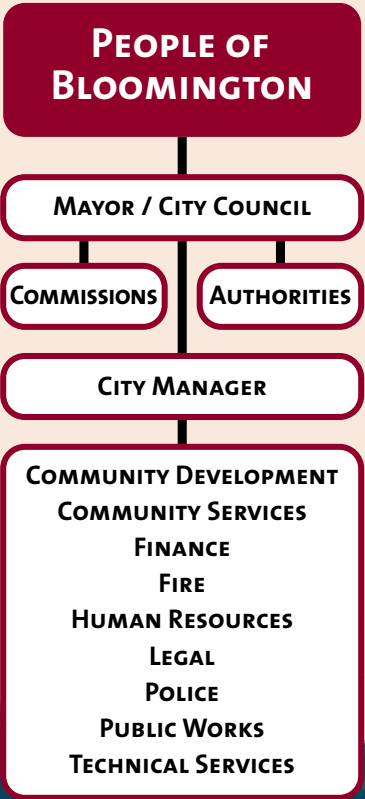 PEOPLE OF
BLOOMINGTON
MAYOR / CITY COUNCIL
COMMISSIONS
AUTHORITIES
CITY MANAGER
COMMUNITY DEVELOPMENT
COMMUNITY SERVICES
FINANCE
FIRE
HUMAN RESOURCES
LEGAL
POLICE
PUBLIC WORKS
TECHNICAL SERVICES